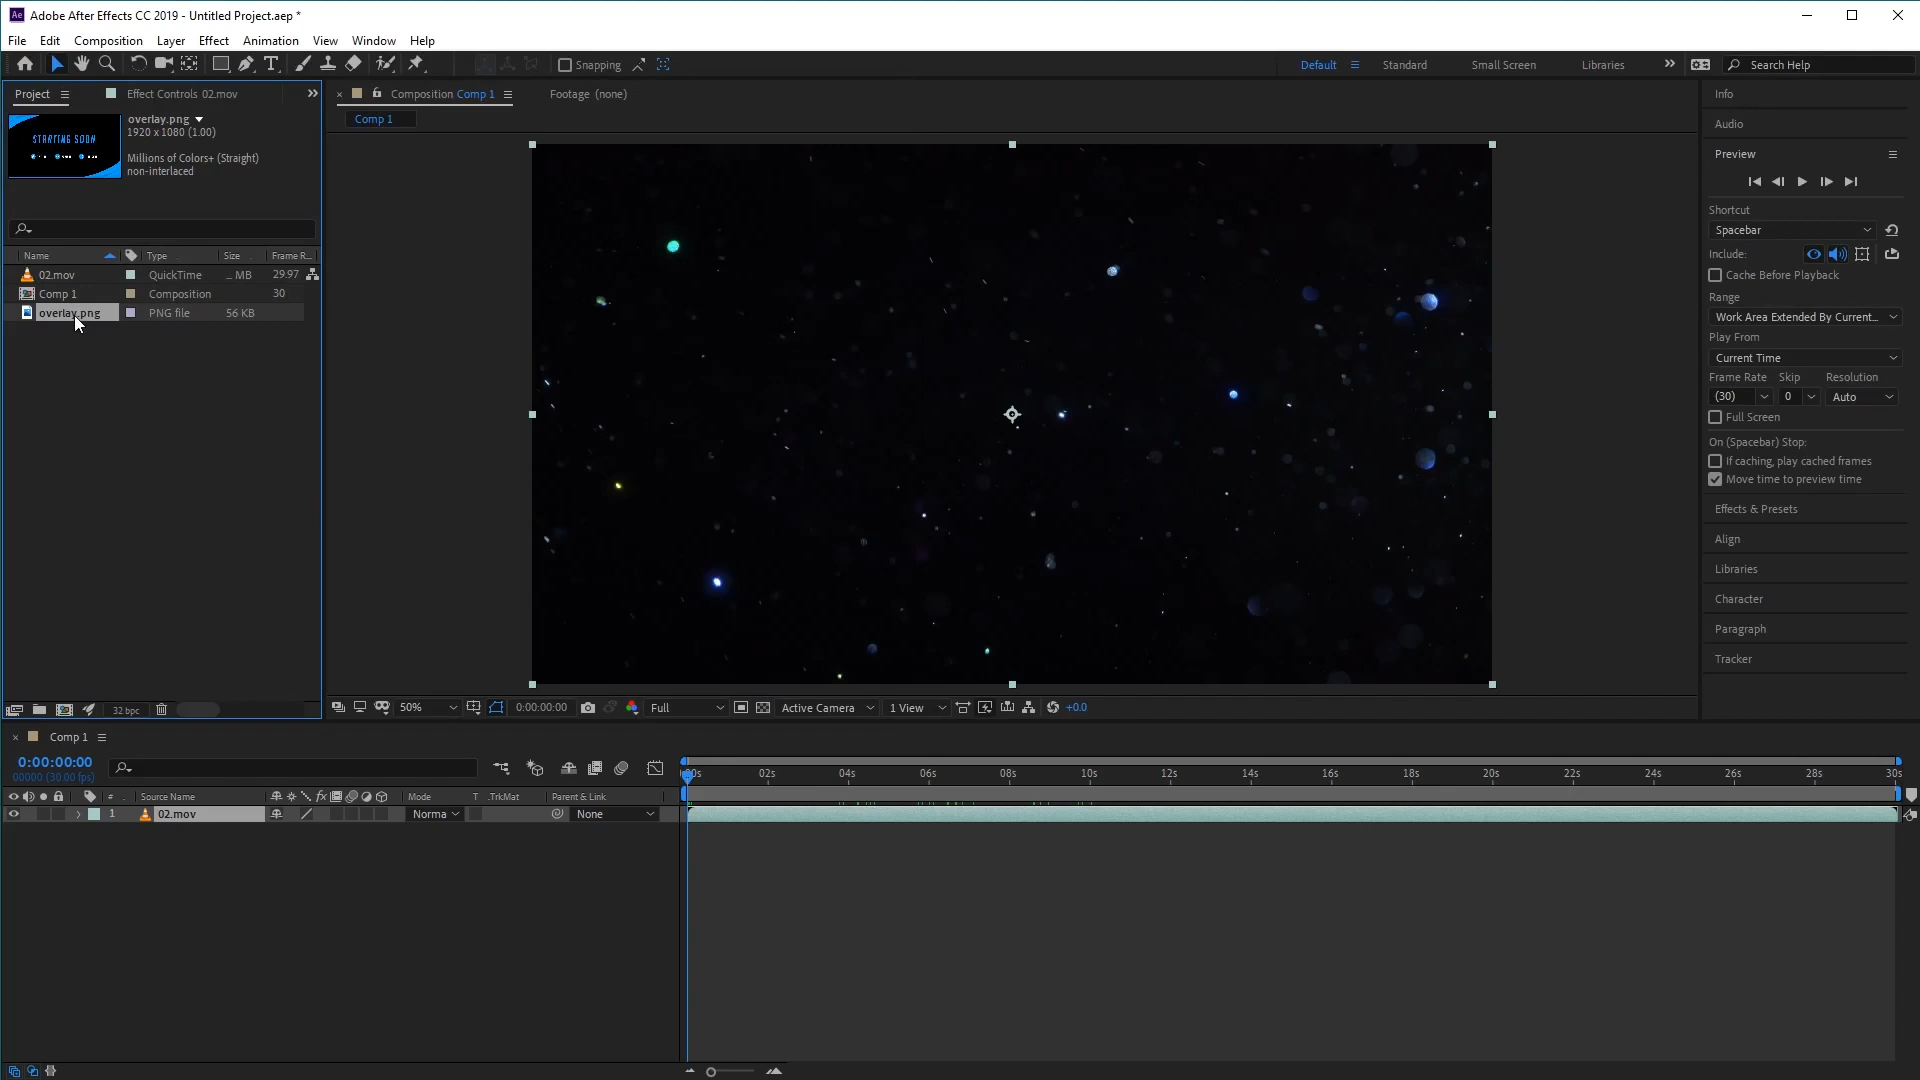 Adobe After Effects CC 2019 - Untitled Project.aep *
File Edit Composition Layer Effect Animation View Window Help
Snapping
Default Standard Small Screen Libraries
Search Help
Project Effect Controls 02.mov
Composition Comp 1
Footage (none)
Comp 1
overlay.png
1920 x 1080 (1.00)
Millions of Colors+ (Straight)
non-interlaced
STARTING SOON
Name Type Size Frame R...
02.mov QuickTime ... MB 29.97
Comp 1 Composition 30
overlay.png PNG file 56 KB
32 bpc
50% 0:00:00:00 Full Active Camera 1 View +0.0
Info
Audio
Preview
Shortcut
Spacebar
Include:
Cache Before Playback
Range
Work Area Extended By Current...
Play From
Current Time
Frame Rate Skip Resolution
(30) 0 Auto
Full Screen
On (Spacebar) Stop:
If caching, play cached frames
Move time to preview time
Effects & Presets
Align
Libraries
Character
Paragraph
Tracker
Comp 1
0:00:00:00
00000 (30.00 fps)
02s 04s 06s 08s 10s 12s 14s 16s 18s 20s 22s 24s 26s 28s 30s
# Source Name fx Mode T .TrkMat Parent & Link
1 02.mov Norma None